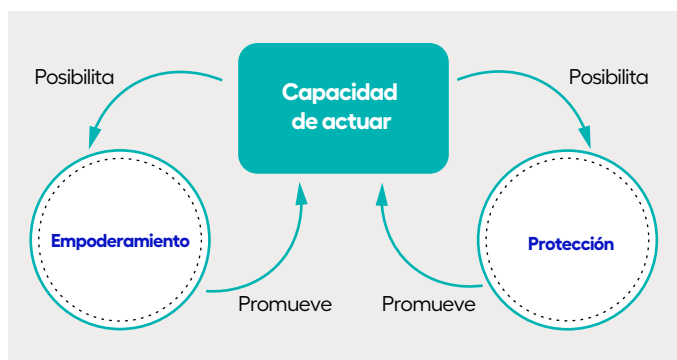 Posibilita
Capacidad
de actuar
Posibilita
Empoderamiento
Protección
Promueve
Promueve